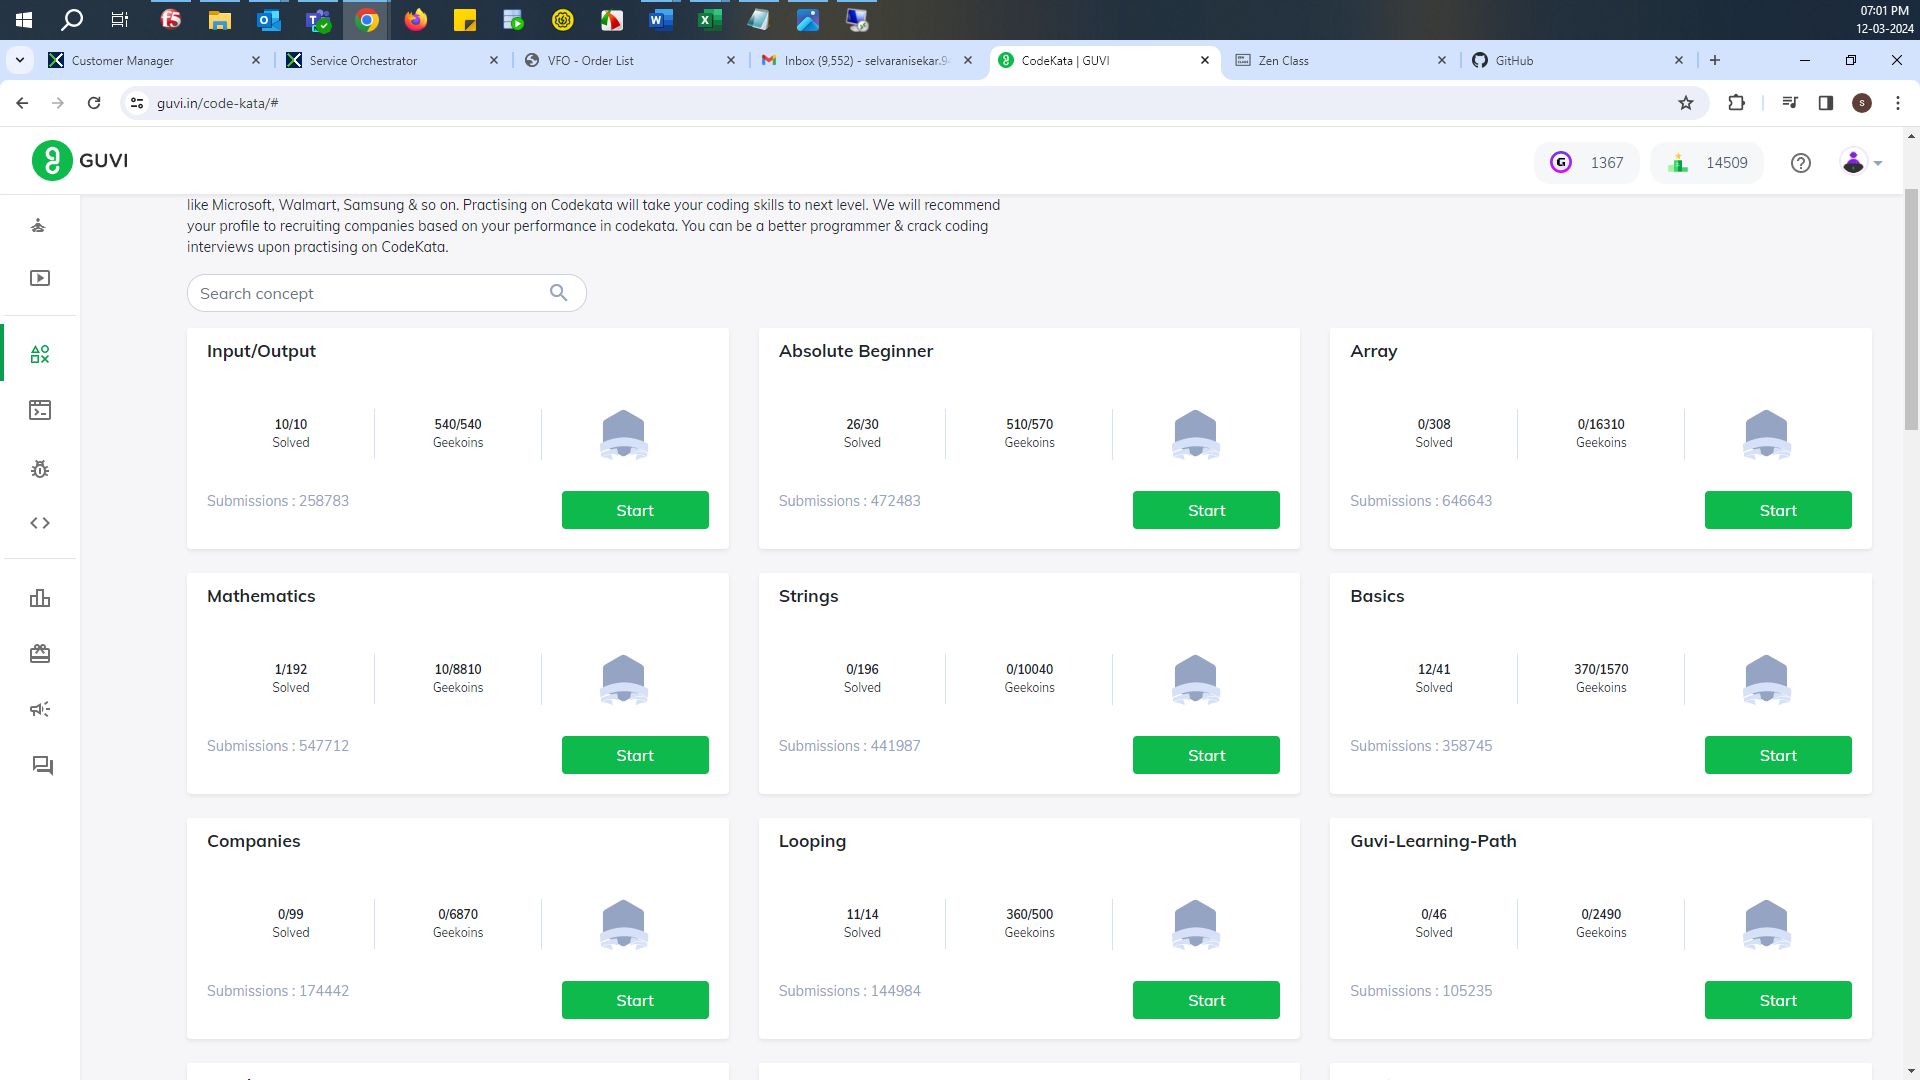 07:01 PM
12-03-2024
Customer Manager
Service Orchestrator
VFO - Order List
Inbox (9,552) - selvaranisekar.9
CodeKata | GUVI
Zen Class
GitHub
guvi.in/code-kata/#
S
GUVI
1367
14509
like Microsoft, Walmart, Samsung & so on. Practising on Codekata will take your coding skills to next level. We will recommend
your profile to recruiting companies based on your performance in codekata. You can be a better programmer & crack coding
interviews upon practising on CodeKata.
Search concept
Input/Output
10/10
Solved
540/540
Geekoins
Submissions : 258783
Start
Absolute Beginner
26/30
Solved
510/570
Geekoins
Submissions : 472483
Start
Array
0/308
Solved
0/16310
Geekoins
Submissions : 646643
Start
Mathematics
1/192
Solved
10/8810
Geekoins
Submissions : 547712
Start
Strings
0/196
Solved
0/10040
Geekoins
Submissions : 441987
Start
Basics
12/41
Solved
370/1570
Geekoins
Submissions : 358745
Start
Companies
0/99
Solved
0/6870
Geekoins
Submissions : 174442
Start
Looping
11/14
Solved
360/500
Geekoins
Submissions : 144984
Start
Guvi-Learning-Path
0/46
Solved
0/2490
Geekoins
Submissions : 105235
Start